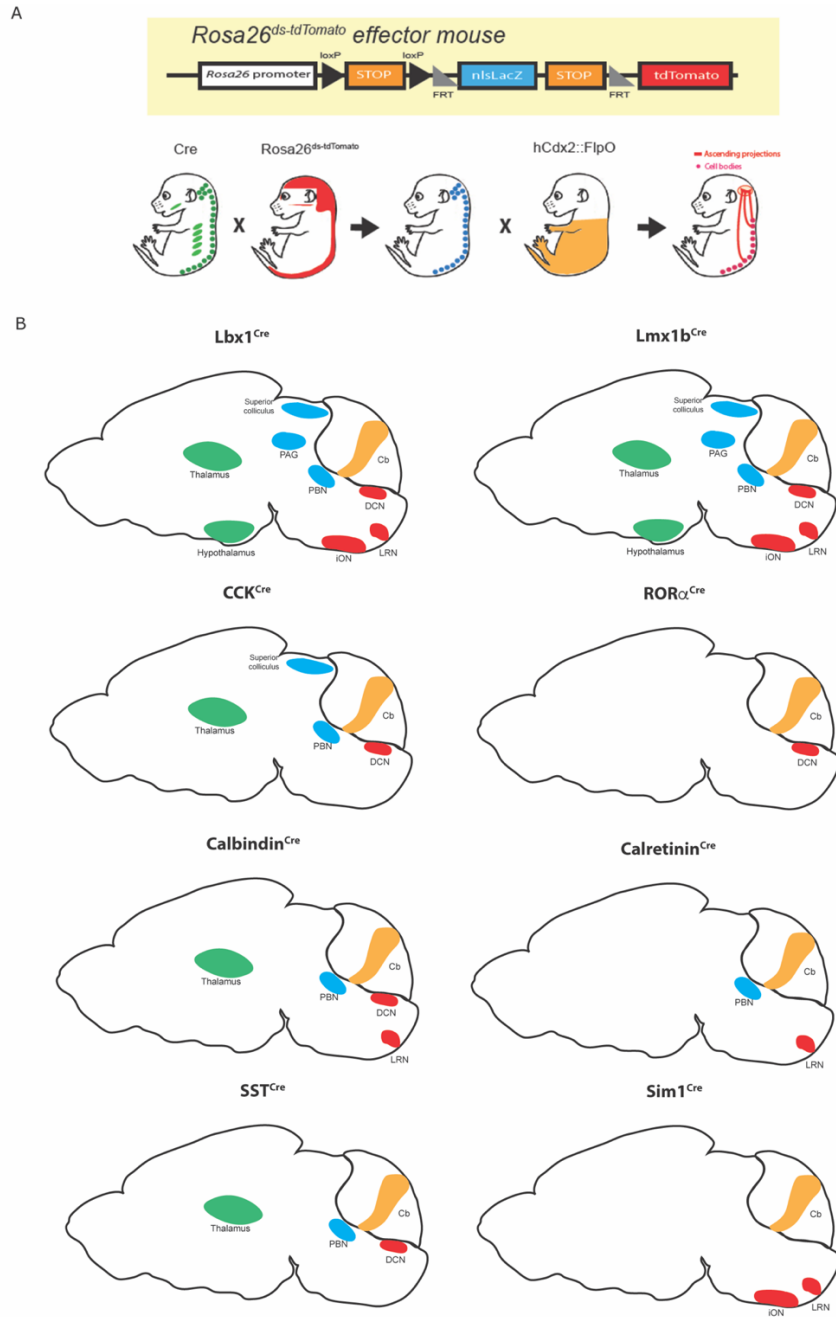 A
Rosa26ds-tdTomato effector mouse
loxP loxP
Rosa26 promoter STOP nlsLacZ STOP tdTomato
FRT FRT
Cre Rosa26ds-tdTomato hCdx2::FlpO Ascending projections
Cell bodies
X X
B
Lbx1Cre Lmx1bCre
Superior
colliculus
PAG
Thalamus
PBN
Cb
DCN
Hypothalamus
iON
LRN
Superior
colliculus
PAG
Thalamus
PBN
Cb
DCN
Hypothalamus
iON
LRN
CCKCre RORαCre
Superior
colliculus
Thalamus
PBN
Cb
DCN
Cb
DCN
CalbindinCre CalretininCre
Thalamus
PBN
Cb
DCN
LRN
Cb
PBN
LRN
SSTCre Sim1Cre
Thalamus
PBN
Cb
DCN
Cb
iON
LRN